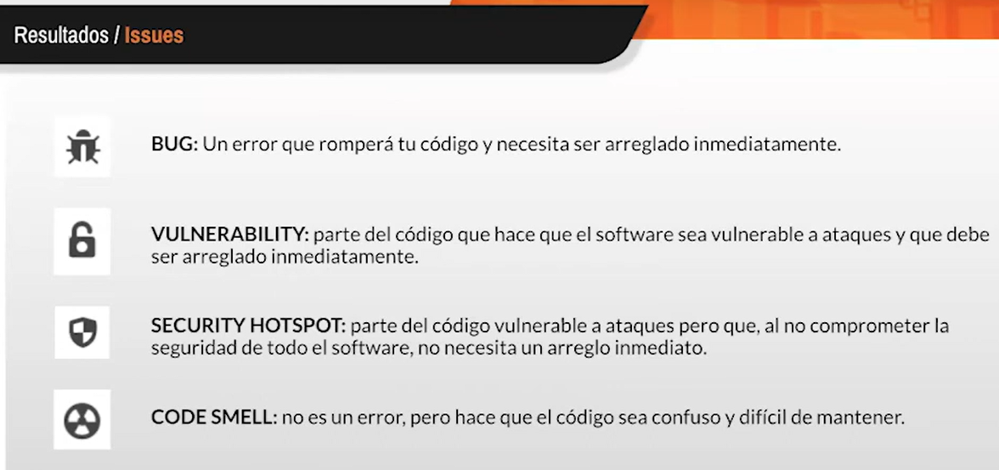 Resultados / Issues
BUG: Un error que romperá tu código y necesita ser arreglado inmediatamente.
VULNERABILITY: parte del código que hace que el software sea vulnerable a ataques y que debe
ser arreglado inmediatamente.
SECURITY HOTSPOT: parte del código vulnerable a ataques pero que, al no comprometer la
seguridad de todo el software, no necesita un arreglo inmediato.
CODE SMELL: no es un error, pero hace que el código sea confuso y difícil de mantener.